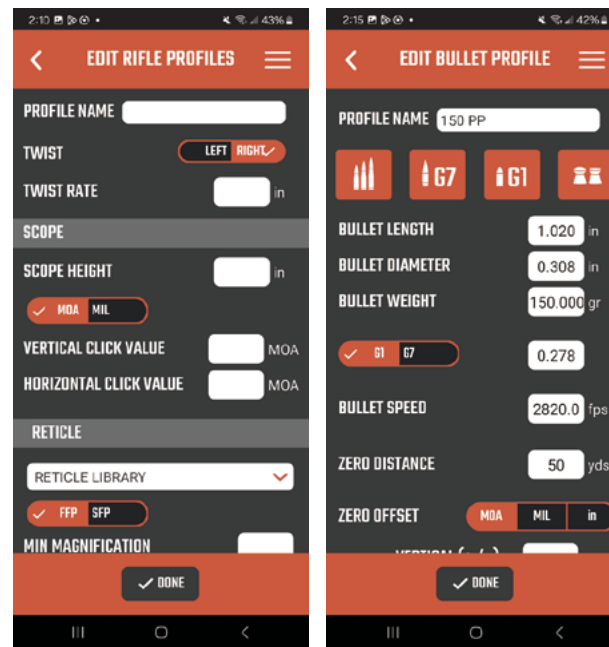 2:10 43%
EDIT RIFLE PROFILES
PROFILE NAME
TWIST LEFT RIGHT
TWIST RATE in
SCOPE
SCOPE HEIGHT in
MOA MIL
VERTICAL CLICK VALUE MOA
HORIZONTAL CLICK VALUE MOA
RETICLE
RETICLE LIBRARY
FFP SFP
MIN MAGNIFICATION
DONE
2:15 42%
EDIT BULLET PROFILE
PROFILE NAME 150 PP
G7 G1
BULLET LENGTH 1.020 in
BULLET DIAMETER 0.308 in
BULLET WEIGHT 150.000 gr
G1 G7 0.278
BULLET SPEED 2820.0 fps
ZERO DISTANCE 50 yds
ZERO OFFSET MOA MIL in
DONE